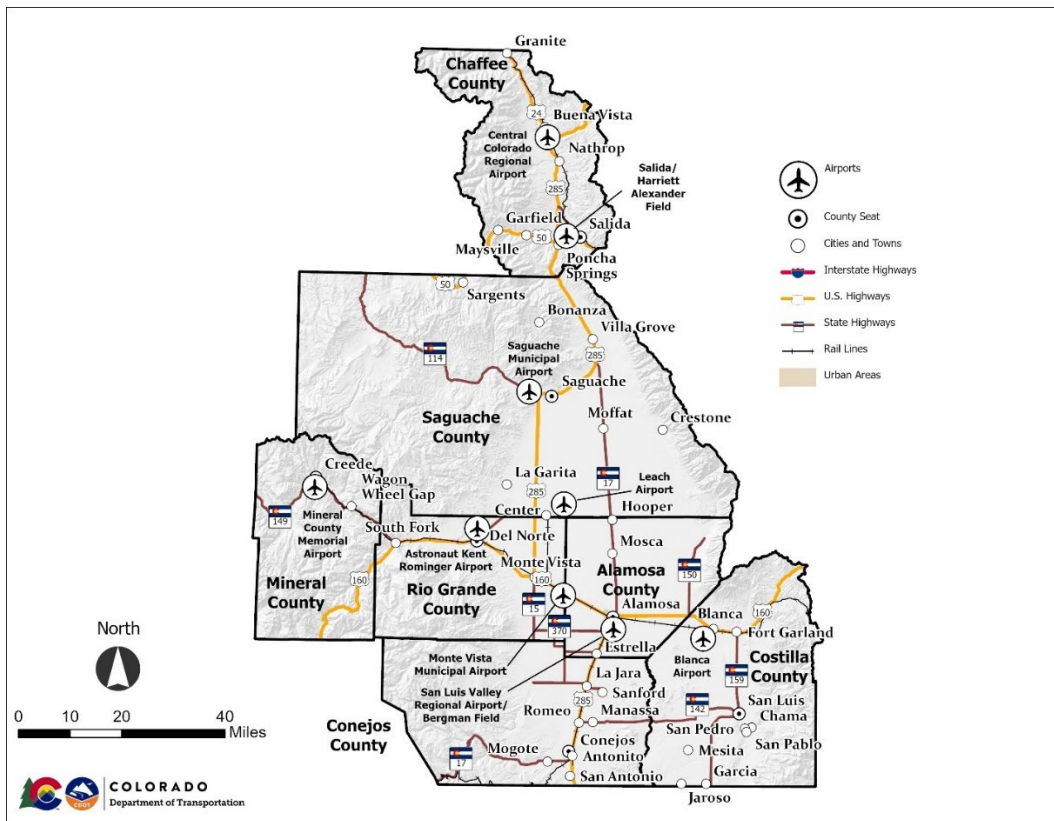 Granite
Chaffee
County
24
Buena Vista
Central
Colorado
Regional
Airport
Nathrop
285
Salida/
Harriett
Alexander
Field
Garfield
Salida
50
Maysville
Poncha
Springs
Airports
County Seat
Cities and Towns
Interstate Highways
U.S. Highways
State Highways
Rail Lines
Urban Areas
50
Sargents
Bonanza
Villa Grove
285
Saguache
Municipal
Airport
114
Saguache
Moffat
Crestone
Saguache
County
Creede
Wagon
Wheel Gap
La Garita
285
17
Leach
Airport
149
Mineral
County
Memorial
Airport
Center
Hooper
South Fork
Del Norte
Astronaut Kent
Rominger Airport
Mosca
Mineral
County
160
Rio Grande
County
Monte Vista
160
Alamosa
County
150
15
370
Alamosa
Blanca
160
Fort Garland
Estrella
Blanca
Airport
Costilla
County
159
Monte Vista
Municipal Airport
San Luis Valley
Regional Airport/
Bergman Field
La Jara
Sanford
285
Romeo
Manassa
142
San Luis
Chama
San Pedro
San Pablo
Mesita
Conejos
County
17
Mogote
Conejos
Antonito
San Antonio
Garcia
Jaroso
North
0 10 20 40
Miles
CDOT
COLORADO
Department of Transportation